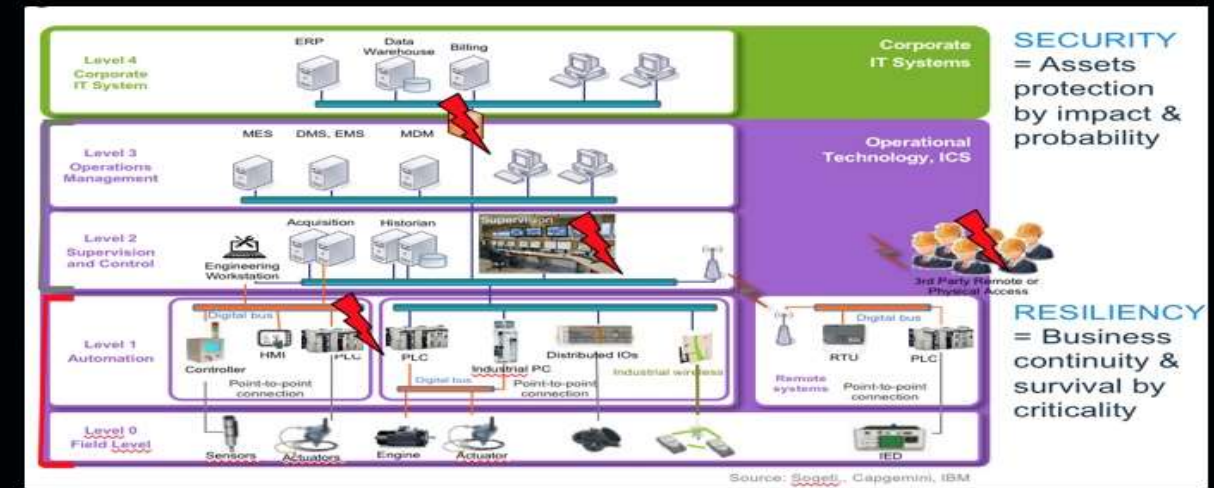 ERP
Data
Warehouse
Billing
Level 4
Corporate
IT System
Corporate
IT Systems
SECURITY
= Assets
protection
by impact &
probability
MES
DMS, EMS
MDM
Level 3
Operations
Management
Operational
Technology, ICS
Acquisition
Historian
Supervision
Level 2
Supervision
and Control
Engineering
Workstation
3rd Party Remote or
Physical Access
RESILIENCY
= Business
continuity &
survival by
criticality
Level 1
Automation
Digital bus
Controller
HMI
PLC
Point-to-point
connection
PLC
Industrial PC
Distributed IOs
Industrial wireless
Digital bus
Point-to-point
connection
Digital bus
RTU
PLC
Remote
systems
Point-to-point
connection
Level 0
Field Level
Sensors
Actuators
Engine
Actuator
IED
Source: Sogeti,, Capgemini, IBM